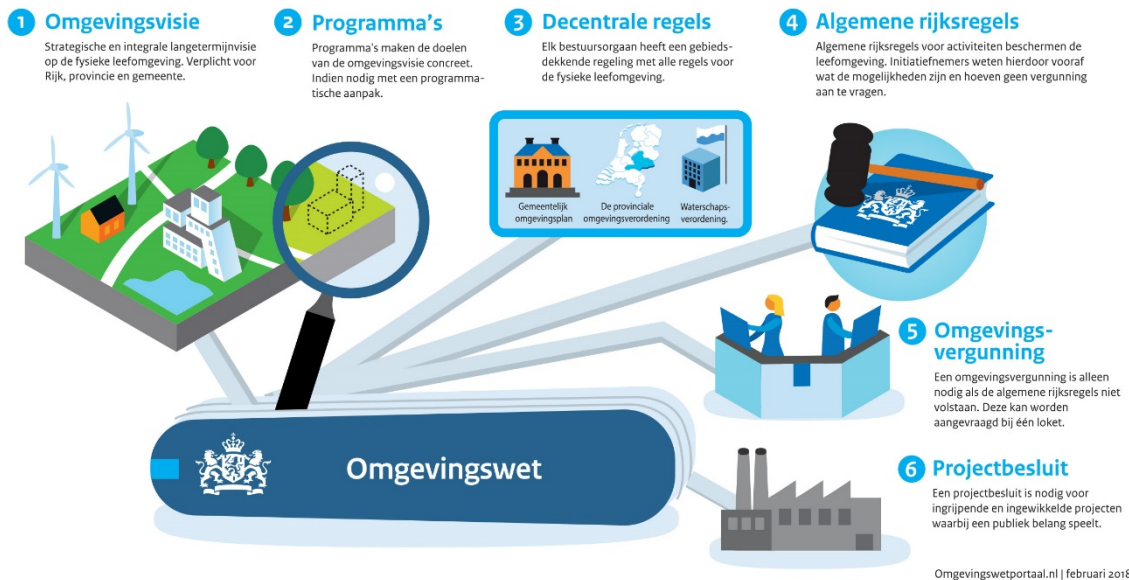 1 Omgevingsvisie
Strategische en integrale langetermijnvisie
op de fysieke leefomgeving. Verplicht voor
Rijk, provincie en gemeente.
2 Programma's
Programma's maken de doelen
van de omgevingsvisie concreet.
Indien nodig met een programma-
tische aanpak.
3 Decentrale regels
Elk bestuursorgaan heeft een gebieds-
dekkende regeling met alle regels voor
de fysieke leefomgeving.
Gemeentelijk
omgevingsplan
De provinciale
omgevingsverordening
Waterschaps-
verordening.
4 Algemene rijksregels
Algemene rijksregels voor activiteiten beschermen de
leefomgeving. Initiatiefnemers weten hierdoor vooraf
wat de mogelijkheden zijn en hoeven geen vergunning
aan te vragen.
5 Omgevings-
vergunning
Een omgevingsvergunning is alleen
nodig als de algemene rijksregels niet
volstaan. Deze kan worden
aangevraagd bij één loket.
6 Projectbesluit
Een projectbesluit is nodig voor
ingrijpende en ingewikkelde projecten
waarbij een publiek belang speelt.
Omgevingswet
Omgevingswetportaal.nl | februari 2018